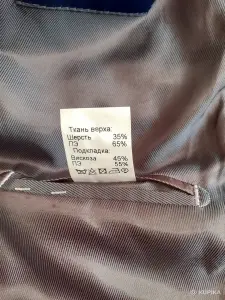 Ткань верха:
Шерсть 35%
ПЭ 65%
Подкладка:
Вискоза 45%
ПЭ 55%